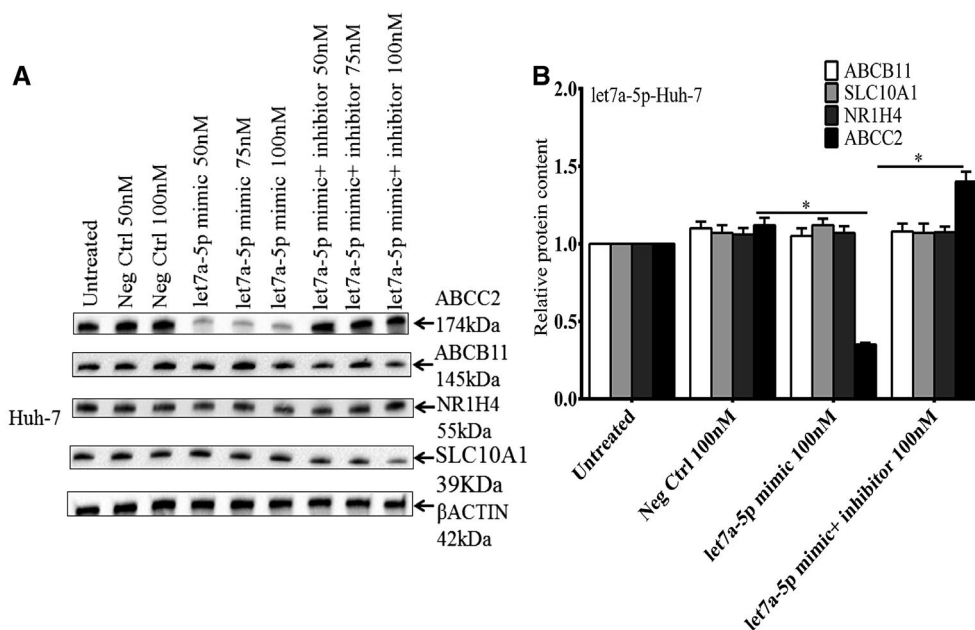 A
Untreated
Neg Ctrl 50nM
Neg Ctrl 100nM
let7a-5p mimic 50nM
let7a-5p mimic 75nM
let7a-5p mimic 100nM
let7a-5p mimic+ inhibitor 50nM
let7a-5p mimic+ inhibitor 75nM
let7a-5p mimic+ inhibitor 100nM
ABCC2
174kDa
ABCB11
145kDa
NR1H4
55kDa
SLC10A1
39KDa
βACTIN
42kDa
Huh-7
B
let7a-5p-Huh-7
ABCB11
SLC10A1
NR1H4
ABCC2
Relative protein content
2.0
1.5
1.0
0.5
0.0
*
*
Untreated
Neg Ctrl 100nM
let7a-5p mimic 100nM
let7a-5p mimic+ inhibitor 100nM